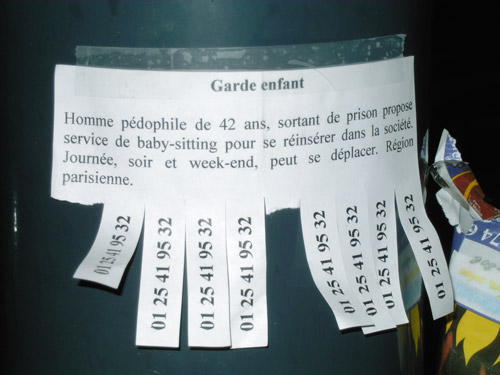 Garde enfant
Homme pédophile de 42 ans, sortant de prison propose
service de baby-sitting pour se réinsérer dans la société.
Journée, soir et week-end, peut se déplacer. Région
parisienne.
01 25 41 95 32
01 25 41 95 32
01 25 41 95 32
01 25 41 95 32
01 25 41 95 32
01 25 41 95 32
01 25 41 95 32
01 25 41 95 32
74